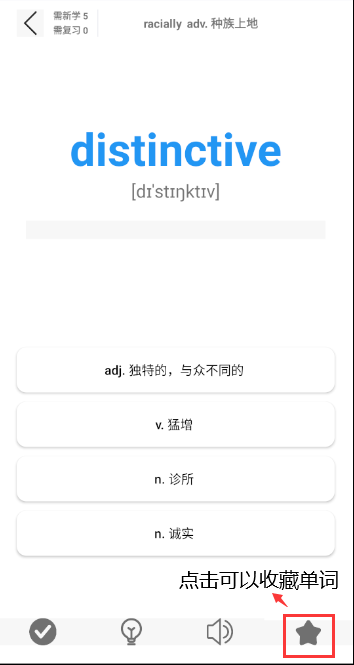 需新学 5
需复习 0
racially adv. 种族上地
distinctive
[dɪˈstɪŋktɪv]
adj. 独特的，与众不同的
v. 猛增
n. 诊所
n. 诚实
点击可以收藏单词